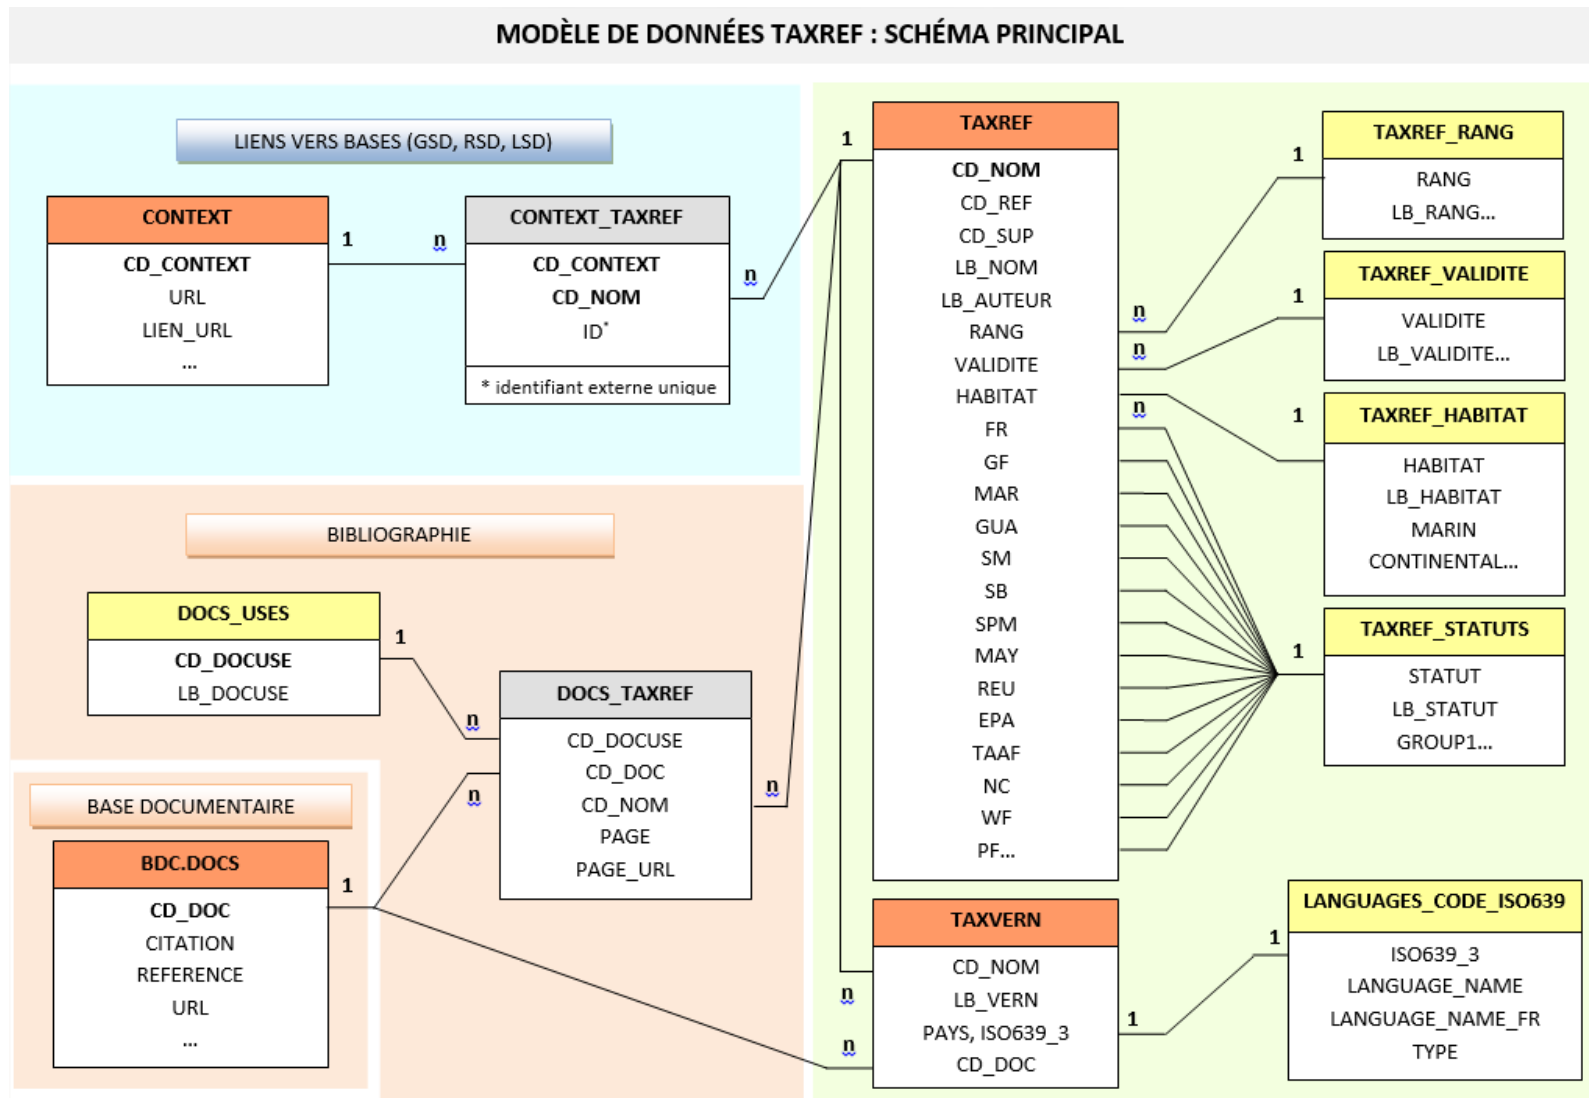 MODÈLE DE DONNÉES TAXREF : SCHÉMA PRINCIPAL
LIENS VERS BASES (GSD, RSD, LSD)
CONTEXT
CD_CONTEXT
URL
LIEN_URL
...
1
n
CONTEXT_TAXREF
CD_CONTEXT
CD_NOM
ID*
* identifiant externe unique
n
1
BIBLIOGRAPHIE
DOCS_USES
CD_DOCUSE
LB_DOCUSE
1
n
DOCS_TAXREF
CD_DOCUSE
CD_DOC
CD_NOM
PAGE
PAGE_URL
n
n
BASE DOCUMENTAIRE
BDC.DOCS
CD_DOC
CITATION
REFERENCE
URL
...
1
TAXREF
CD_NOM
CD_REF
CD_SUP
LB_NOM
LB_AUTEUR
RANG
VALIDITE
HABITAT
FR
GF
MAR
GUA
SM
SB
SPM
MAY
REU
EPA
TAAF
NC
WF
PF...
n
n
n
1
TAXREF_RANG
RANG
LB_RANG...
1
TAXREF_VALIDITE
VALIDITE
LB_VALIDITE...
1
TAXREF_HABITAT
HABITAT
LB_HABITAT
MARIN
CONTINENTAL...
1
TAXREF_STATUTS
STATUT
LB_STATUT
GROUP1...
TAXVERN
CD_NOM
LB_VERN
PAYS, ISO639_3
CD_DOC
n
n
1
1
LANGUAGES_CODE_ISO639
ISO639_3
LANGUAGE_NAME
LANGUAGE_NAME_FR
TYPE